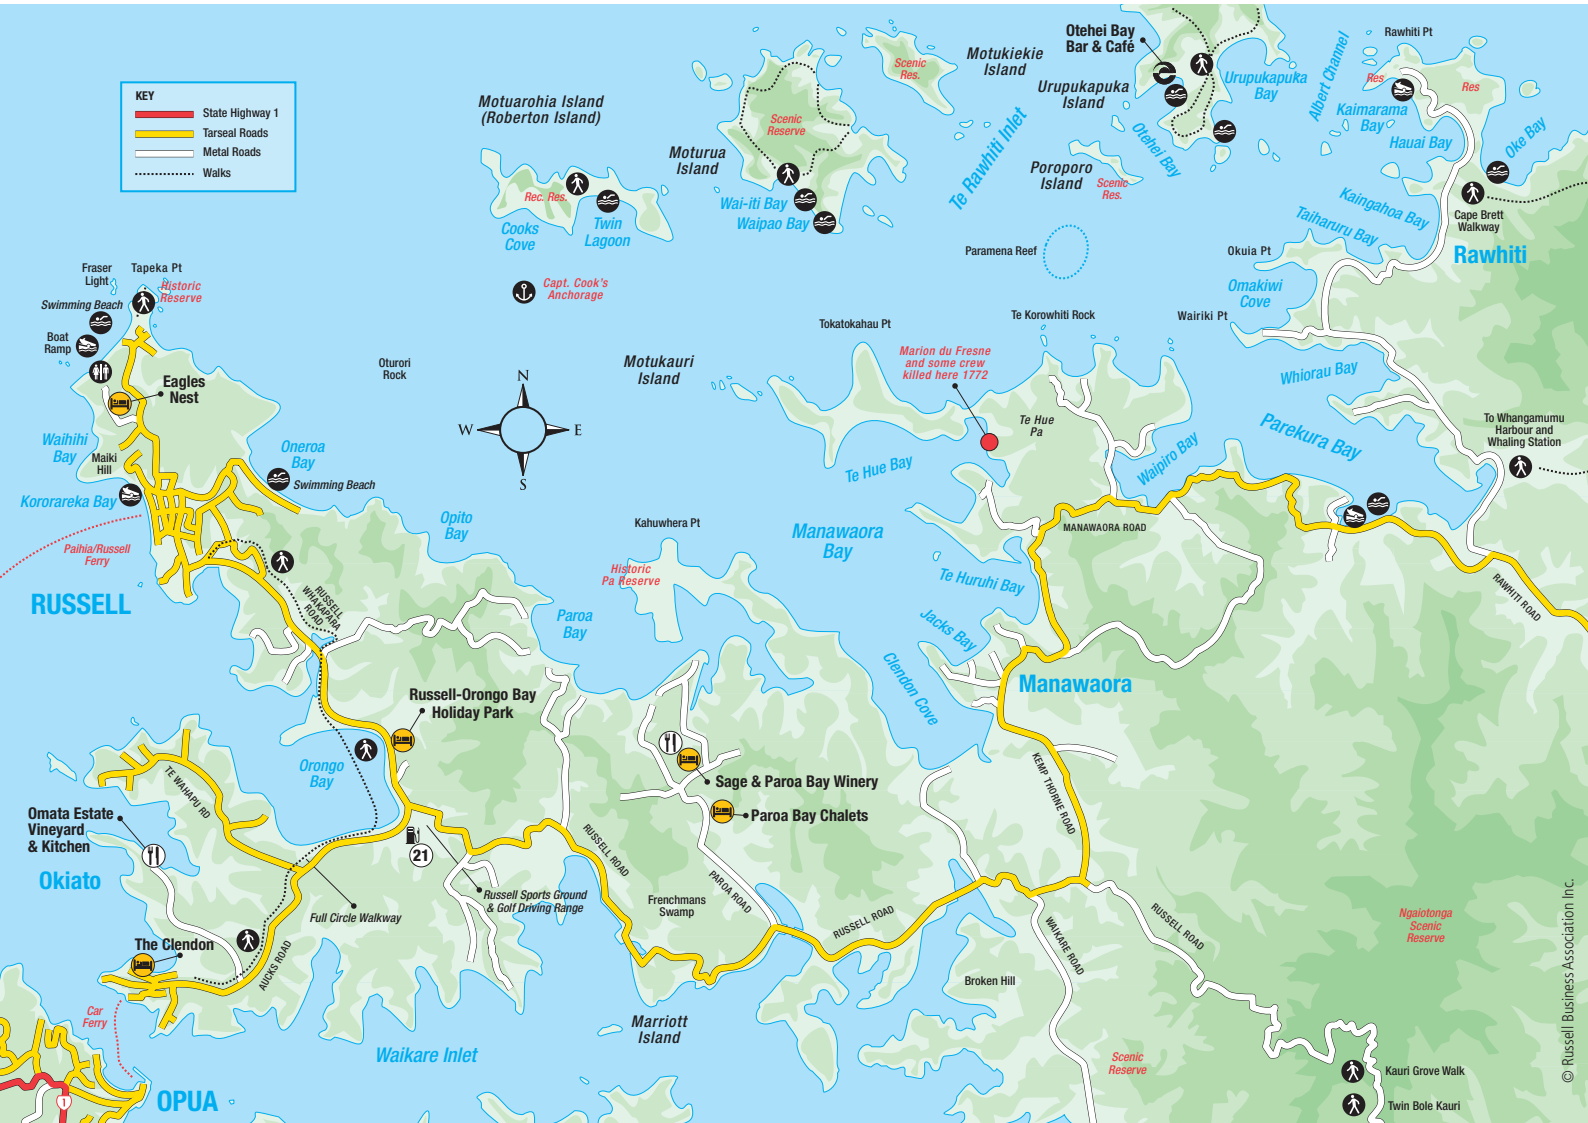 KEY
State Highway 1
Tarseal Roads
Metal Roads
Walks
Otehei Bay
Bar & Café
Motukiekie
Island
Urupukapuka
Island
Urupukapuka
Bay
Albert Channel
Rawhiti Pt
Res
Res
Kaimarama
Bay
Hauai Bay
Oke Bay
Scenic
Res.
Motuarohia Island
(Roberton Island)
Scenic
Reserve
Moturua
Island
Te Rawhiti Inlet
Otehei Bay
Poroporo
Island
Scenic
Res.
Rec. Res.
Cooks
Cove
Twin
Lagoon
Wai-iti Bay
Waipao Bay
Kaingahoa Bay
Taiharuru Bay
Cape Brett
Walkway
Rawhiti
Paramena Reef
Okuia Pt
Omakiwi
Cove
Fraser
Light
Tapeka Pt
Historic
Reserve
Swimming Beach
Boat
Ramp
Capt. Cook's
Anchorage
Tokatokahau Pt
Te Korowhiti Rock
Wairiki Pt
Eagles
Nest
Oturori
Rock
Motukauri
Island
N
W
E
S
Marion du Fresne
and some crew
killed here 1772
Te Hue
Pa
Whiorau Bay
Parekura Bay
To Whangamumu
Harbour and
Whaling Station
Waihihi
Bay
Maiki
Hill
Oneroa
Bay
Swimming Beach
Kororareka Bay
Te Hue Bay
Waipiro Bay
Paihia/Russell
Ferry
Opito
Bay
Kahuwhera Pt
Manawaora
Bay
MANAWAORA ROAD
Historic
Pa Reserve
Te Huruhi Bay
RAWHITI ROAD
RUSSELL
RUSSELL
WHAKAPARA
ROAD
Paroa
Bay
Jacks Bay
Clendon Cove
Manawaora
Russell-Orongo Bay
Holiday Park
Orongo
Bay
TE WAHAPU RD
Sage & Paroa Bay Winery
Paroa Bay Chalets
KEMP THORNE ROAD
Omata Estate
Vineyard
& Kitchen
Okiato
21
RUSSELL ROAD
PAROA ROAD
Russell Sports Ground
& Golf Driving Range
Frenchmans
Swamp
Full Circle Walkway
RUSSELL ROAD
WAIKARE ROAD
RUSSELL ROAD
Ngaiotonga
Scenic
Reserve
The Clendon
AUCKS ROAD
Broken Hill
Car
Ferry
Marriott
Island
Waikare Inlet
Scenic
Reserve
Kauri Grove Walk
Twin Bole Kauri
OPUA
1
© Russell Business Association Inc.